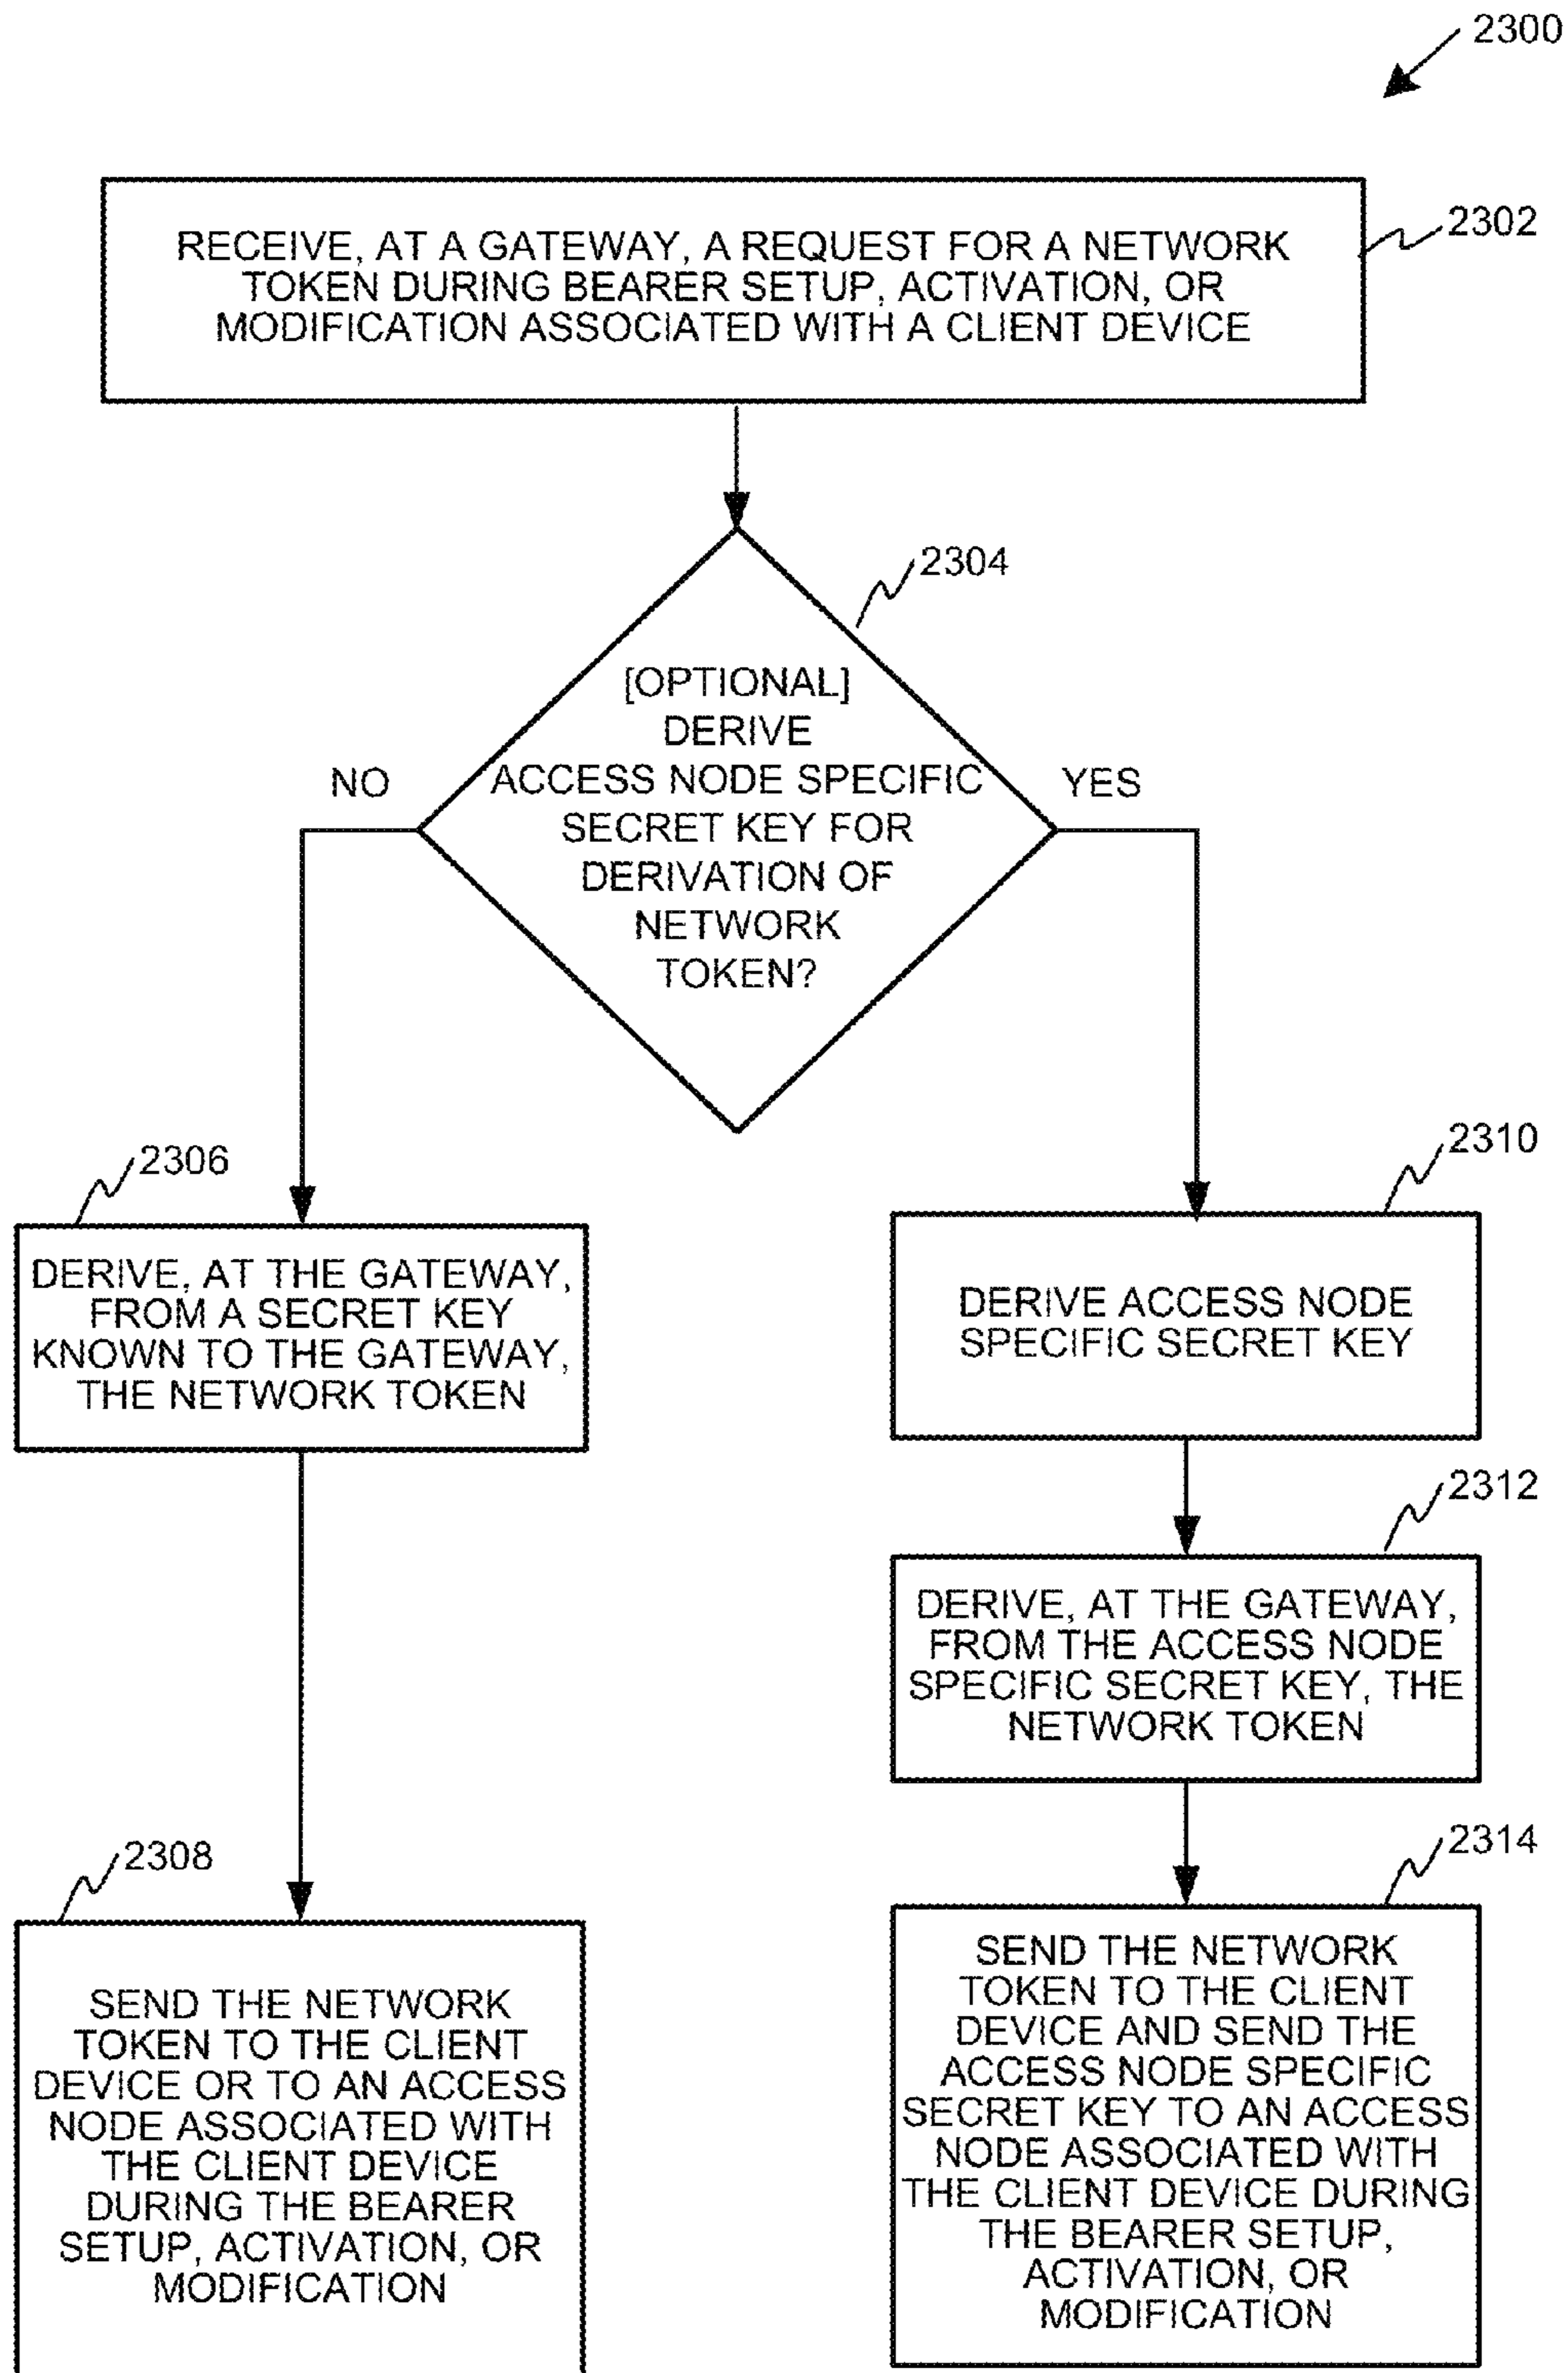 2300
RECEIVE, AT A GATEWAY, A REQUEST FOR A NETWORK
TOKEN DURING BEARER SETUP, ACTIVATION, OR
MODIFICATION ASSOCIATED WITH A CLIENT DEVICE
2302
2304
[OPTIONAL]
DERIVE
ACCESS NODE SPECIFIC
SECRET KEY FOR
DERIVATION OF
NETWORK
TOKEN?
NO
YES
2306
DERIVE, AT THE GATEWAY,
FROM A SECRET KEY
KNOWN TO THE GATEWAY,
THE NETWORK TOKEN
2308
SEND THE NETWORK
TOKEN TO THE CLIENT
DEVICE OR TO AN ACCESS
NODE ASSOCIATED WITH
THE CLIENT DEVICE
DURING THE BEARER
SETUP, ACTIVATION, OR
MODIFICATION
2310
DERIVE ACCESS NODE
SPECIFIC SECRET KEY
2312
DERIVE, AT THE GATEWAY,
FROM THE ACCESS NODE
SPECIFIC SECRET KEY, THE
NETWORK TOKEN
2314
SEND THE NETWORK
TOKEN TO THE CLIENT
DEVICE AND SEND THE
ACCESS NODE SPECIFIC
SECRET KEY TO AN ACCESS
NODE ASSOCIATED WITH
THE CLIENT DEVICE DURING
THE BEARER SETUP,
ACTIVATION, OR
MODIFICATION